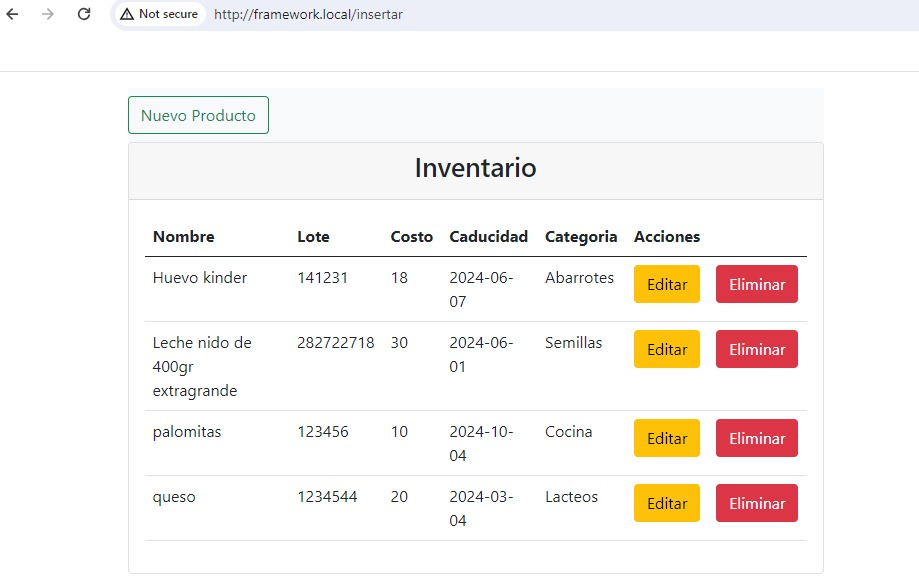 Not secure http://framework.local/insertar
Nuevo Producto
Inventario
Nombre Lote Costo Caducidad Categoria Acciones
Huevo kinder 141231 18 2024-06- Abarrotes Editar Eliminar
07
Leche nido de 282722718 30 2024-06- Semillas Editar Eliminar
400gr 01
extragrande
palomitas 123456 10 2024-10- Cocina Editar Eliminar
04
queso 1234544 20 2024-03- Lacteos Editar Eliminar
04